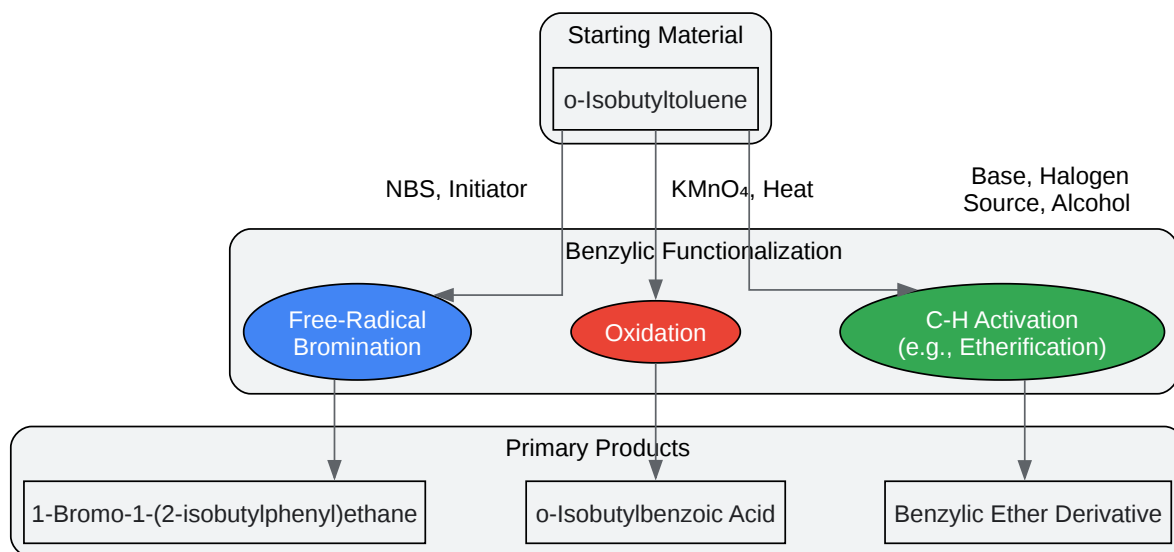 Starting Material
o-Isobutyltoluene
NBS, Initiator
KMnO₄, Heat
Base, Halogen
Source, Alcohol
Benzylic Functionalization
Free-Radical
Bromination
Oxidation
C-H Activation
(e.g., Etherification)
Primary Products
1-Bromo-1-(2-isobutylphenyl)ethane
o-Isobutylbenzoic Acid
Benzylic Ether Derivative